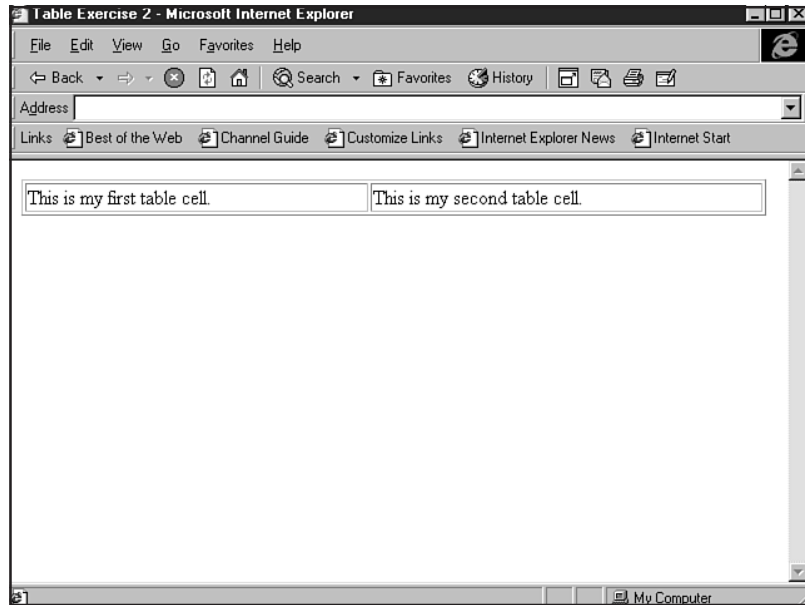 Table Exercise 2 - Microsoft Internet Explorer
File Edit View Go Favorites Help
Back Search Favorites History
Address
Links Best of the Web Channel Guide Customize Links Internet Explorer News Internet Start
This is my first table cell. This is my second table cell.
My Computer